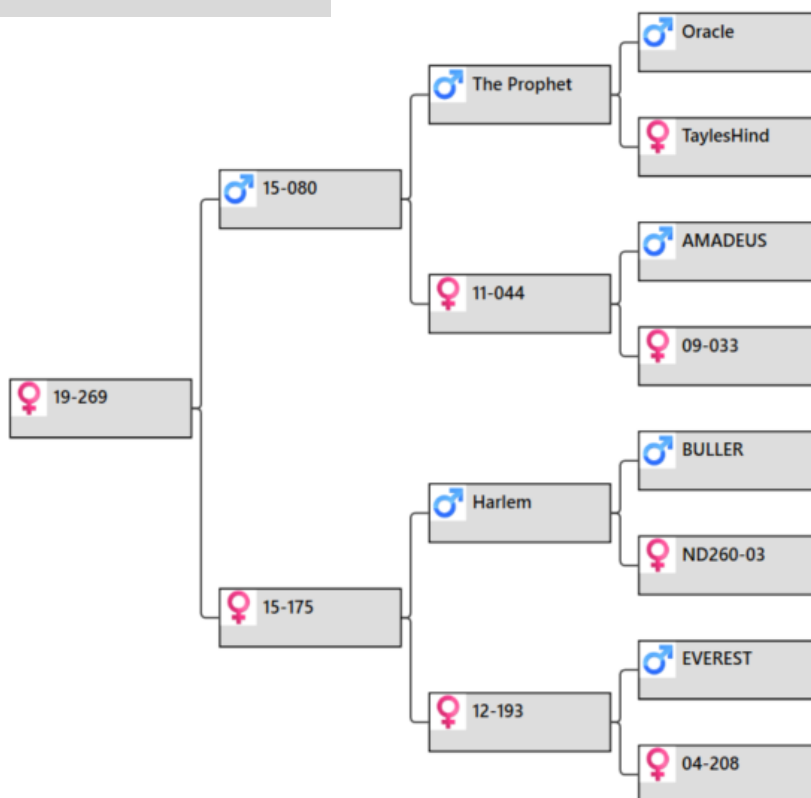 Oracle
The Prophet
TaylesHind
15-080
AMADEUS
11-044
09-033
19-269
BULLER
Harlem
ND260-03
15-175
EVEREST
12-193
04-208